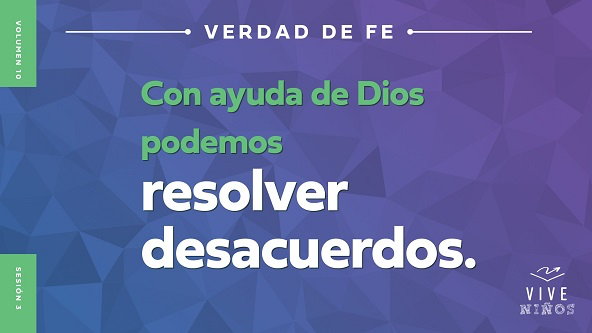 VOLUMEN 10
VERDAD DE FE
Con ayuda de Dios
podemos
resolver
desacuerdos.
SESIÓN 3
VIVE
NIÑOS